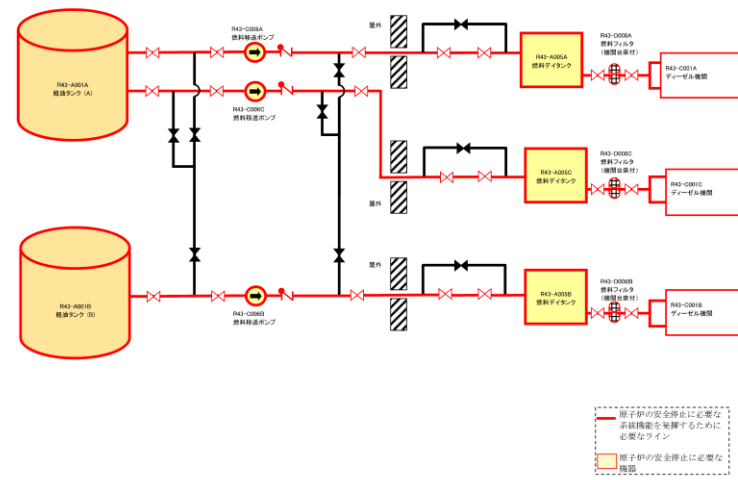 R43-C006A
燃料移送ポンプ
屋外
R43-A001A
軽油タンク (A)
R43-C006C
燃料移送ポンプ
R43-A005A
燃料デイタンク
R43-D008A
燃料フィルタ
(機関台床付)
R43-C001A
ディーゼル機関
屋外
R43-A005C
燃料デイタンク
R43-D008C
燃料フィルタ
(機関台床付)
R43-C001C
ディーゼル機関
屋外
R43-A001B
軽油タンク (B)
R43-C006B
燃料移送ポンプ
R43-A005B
燃料デイタンク
R43-D008B
燃料フィルタ
(機関台床付)
R43-C001B
ディーゼル機関
原子炉の安全停止に必要な
系統機能を発揮するために
必要なライン
原子炉の安全停止に必要な
機器